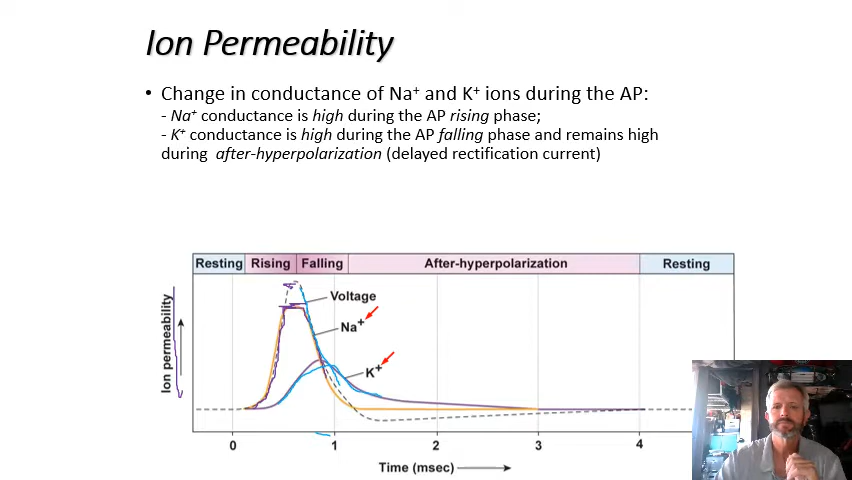 Ion Permeability
• Change in conductance of Na⁺ and K⁺ ions during the AP:
- Na⁺ conductance is high during the AP rising phase;
- K⁺ conductance is high during the AP falling phase and remains high
during after-hyperpolarization (delayed rectification current)
Resting Rising Falling After-hyperpolarization Resting
Voltage
Na⁺
K⁺
Ion permeability
0 1 2 3 4
Time (msec)